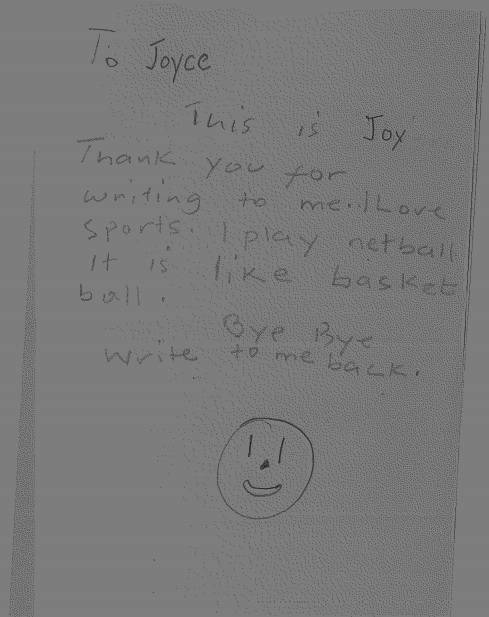 To Joyce
This is Joy
Thank you for
writing to me. I Love
sports. I play netball
It is like basket
ball.
Bye Bye
write to me back.